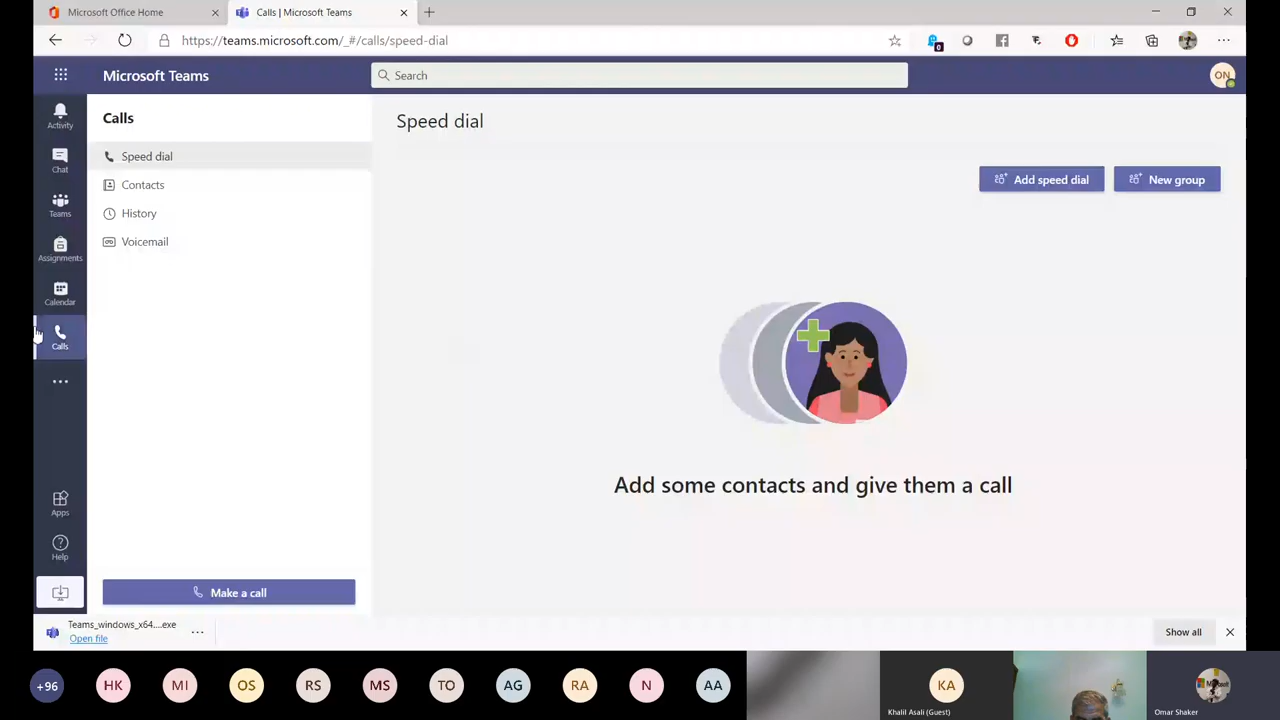 Microsoft Office Home
Calls | Microsoft Teams
https://teams.microsoft.com/_#/calls/speed-dial
0
Microsoft Teams
Search
ON
Activity
Chat
Teams
Assignments
Calendar
Calls
Apps
Help
Calls
Speed dial
Contacts
History
Voicemail
Make a call
Speed dial
Add speed dial
New group
Add some contacts and give them a call
Teams_windows_x64....exe
Open file
Show all
+96
HK
MI
OS
RS
MS
TO
AG
RA
N
AA
KA
Khalil Asali (Guest)
Omar Shaker